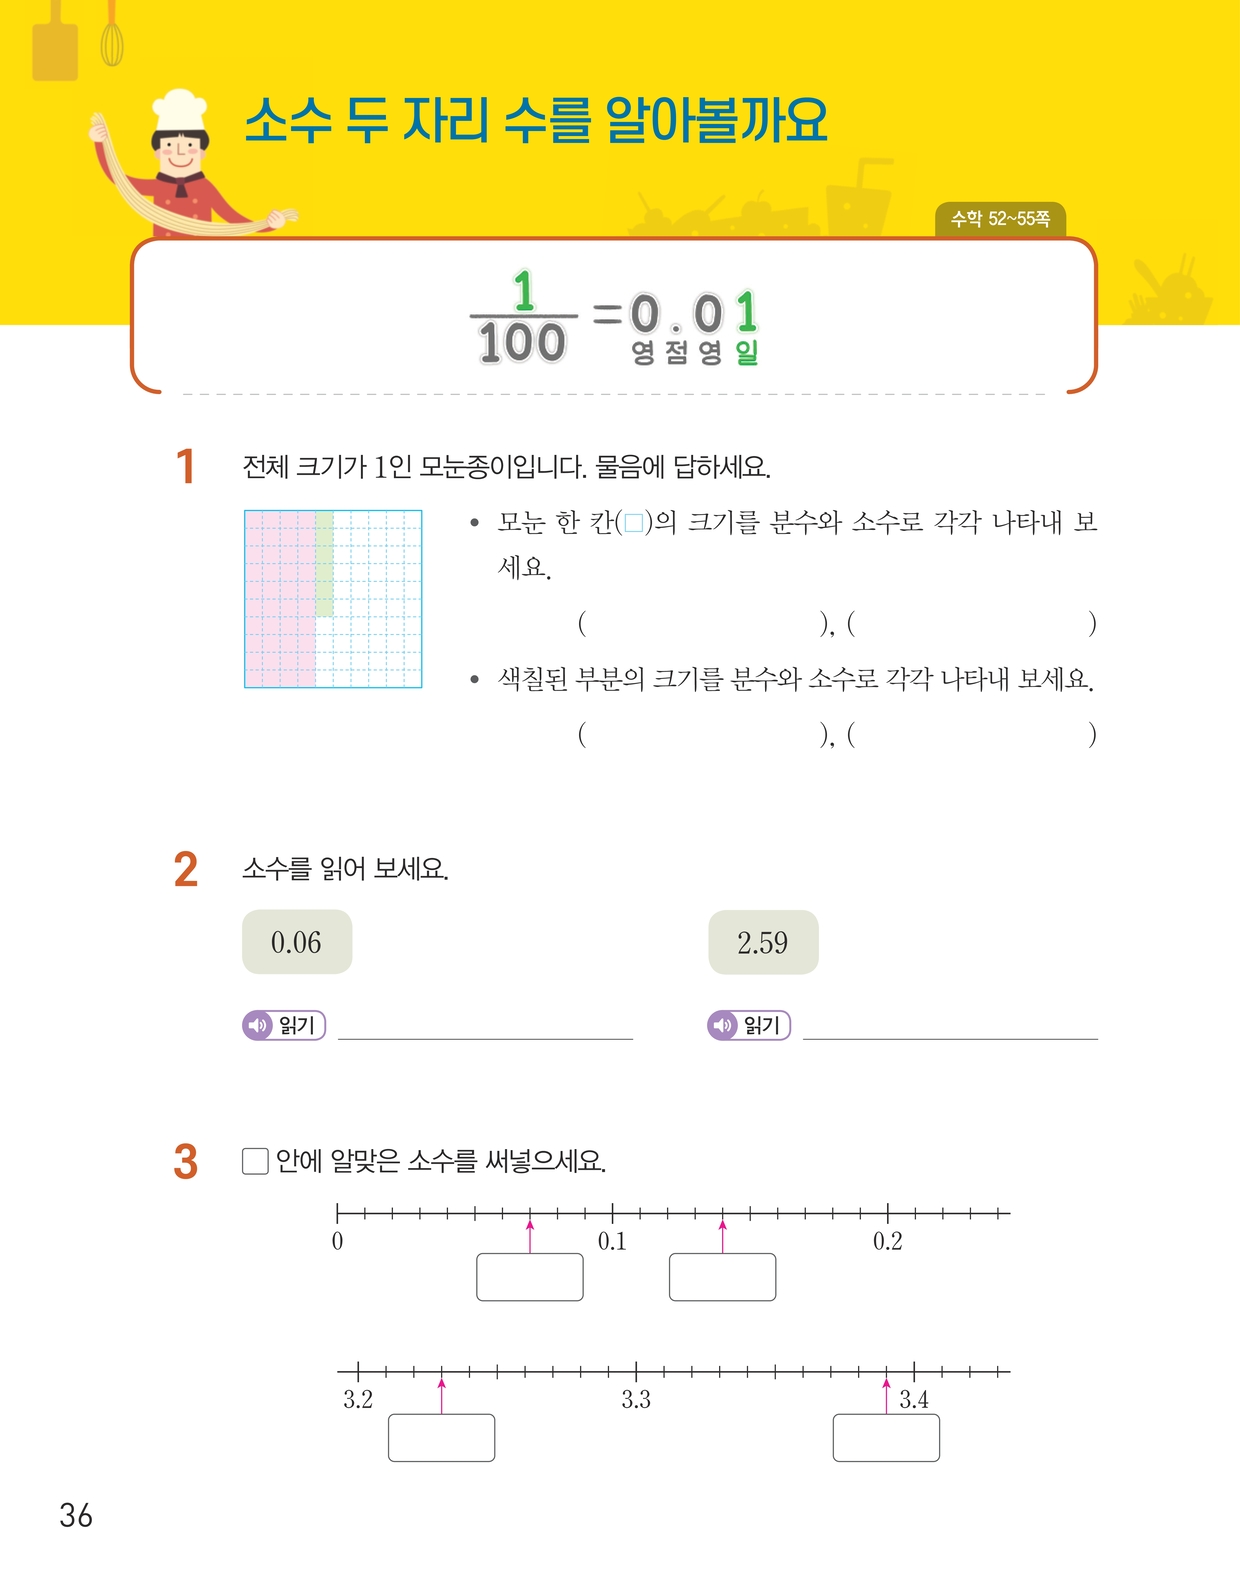 소수 두 자리 수를 알아볼까요
수학 52~55쪽
1/100 = 0.01
영 점 영 일
1 전체 크기가 1인 모눈종이입니다. 물음에 답하세요.
• 모눈 한 칸(□)의 크기를 분수와 소수로 각각 나타내 보
세요.
( ), ( )
• 색칠된 부분의 크기를 분수와 소수로 각각 나타내 보세요.
( ), ( )
2 소수를 읽어 보세요.
0.06 2.59
읽기 읽기
3 □ 안에 알맞은 소수를 써넣으세요.
0 0.1 0.2
3.2 3.3 3.4
36